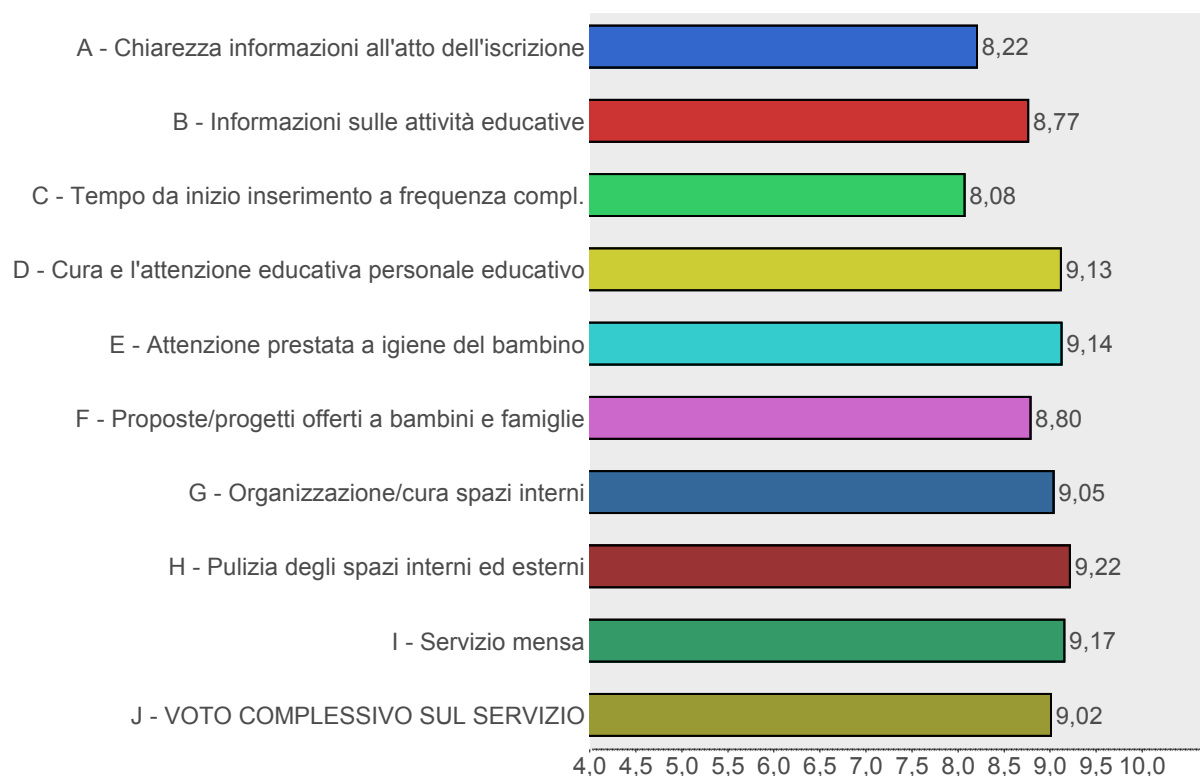 A - Chiarezza informazioni all'atto dell'iscrizione 8,22
B - Informazioni sulle attività educative 8,77
C - Tempo da inizio inserimento a frequenza compl. 8,08
D - Cura e l'attenzione educativa personale educativo 9,13
E - Attenzione prestata a igiene del bambino 9,14
F - Proposte/progetti offerti a bambini e famiglie 8,80
G - Organizzazione/cura spazi interni 9,05
H - Pulizia degli spazi interni ed esterni 9,22
I - Servizio mensa 9,17
J - VOTO COMPLESSIVO SUL SERVIZIO 9,02
4,0 4,5 5,0 5,5 6,0 6,5 7,0 7,5 8,0 8,5 9,0 9,5 10,0